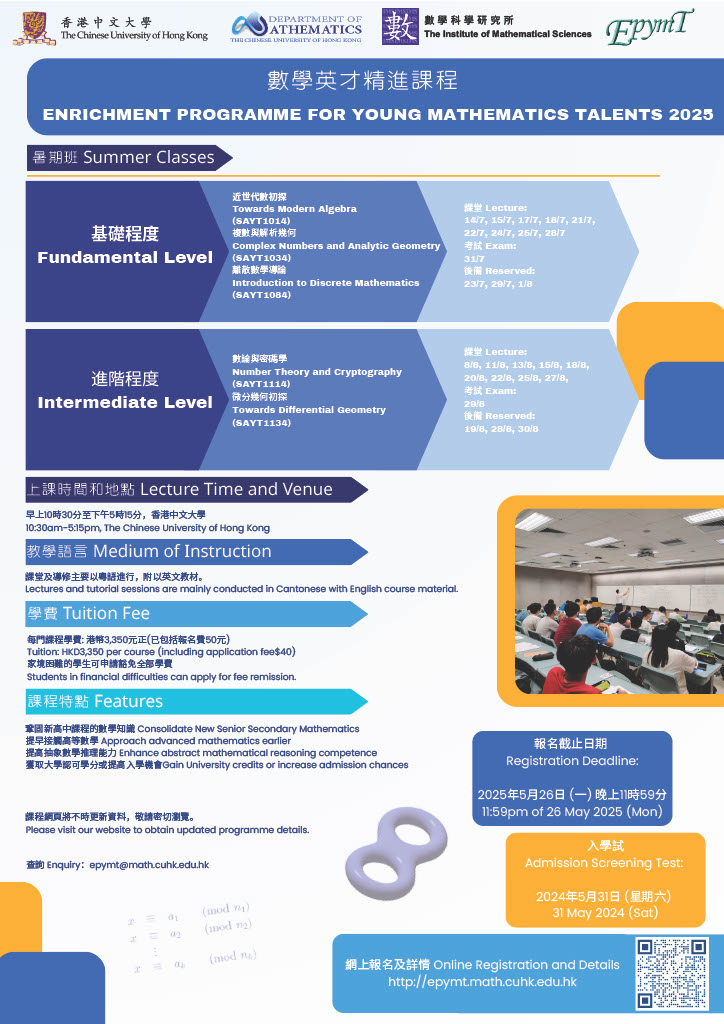 香港中文大學
The Chinese University of Hong Kong
DEPARTMENT OF
MATHEMATICS
THE CHINESE UNIVERSITY OF HONG KONG
數
數學科學研究所
The Institute of Mathematical Sciences
EpymT
數學英才精進課程
ENRICHMENT PROGRAMME FOR YOUNG MATHEMATICS TALENTS 2025
暑期班 Summer Classes
基礎程度
Fundamental Level
近世代數初探
Towards Modern Algebra
(SAYT1014)
複數與解析幾何
Complex Numbers and Analytic Geometry
(SAYT1034)
離散數學導論
Introduction to Discrete Mathematics
(SAYT1084)
課堂 Lecture:
14/7, 15/7, 17/7, 18/7, 21/7,
22/7, 24/7, 25/7, 28/7
考試 Exam:
31/7
後備 Reserved:
23/7, 29/7, 1/8
進階程度
Intermediate Level
數論與密碼學
Number Theory and Cryptography
(SAYT1114)
微分幾何初探
Towards Differential Geometry
(SAYT1134)
課堂 Lecture:
8/8, 11/8, 13/8, 15/8, 18/8,
20/8, 22/8, 25/8, 27/8,
考試 Exam:
29/8
後備 Reserved:
19/8, 28/8, 30/8
上課時間和地點 Lecture Time and Venue
早上10時30分至下午5時15分，香港中文大學
10:30am-5:15pm, The Chinese University of Hong Kong
教學語言 Medium of Instruction
課堂及導修主要以粵語進行，附以英文教材。
Lectures and tutorial sessions are mainly conducted in Cantonese with English course material.
學費 Tuition Fee
每門課程學費: 港幣3,350元正(已包括報名費50元)
Tuition: HKD3,350 per course (including application fee$40)
家境困難的學生可申請豁免全部學費
Students in financial difficulties can apply for fee remission.
課程特點 Features
鞏固新高中課程的數學知識 Consolidate New Senior Secondary Mathematics
提早接觸高等數學 Approach advanced mathematics earlier
提高抽象數學推理能力 Enhance abstract mathematical reasoning competence
獲取大學認可學分或提高入學機會Gain University credits or increase admission chances
課程網頁將不時更新資料，敬請密切瀏覽。
Please visit our website to obtain updated programme details.
查詢 Enquiry：epymt@math.cuhk.edu.hk
報名截止日期
Registration Deadline:
2025年5月26日 (一) 晚上11時59分
11:59pm of 26 May 2025 (Mon)
入學試
Admission Screening Test:
2024年5月31日 (星期六)
31 May 2024 (Sat)
x ≡ a₁ (mod n₁)
x ≡ a₂ (mod n₂)
⋮
x ≡ aₖ (mod nₖ)
網上報名及詳情 Online Registration and Details
http://epymt.math.cuhk.edu.hk